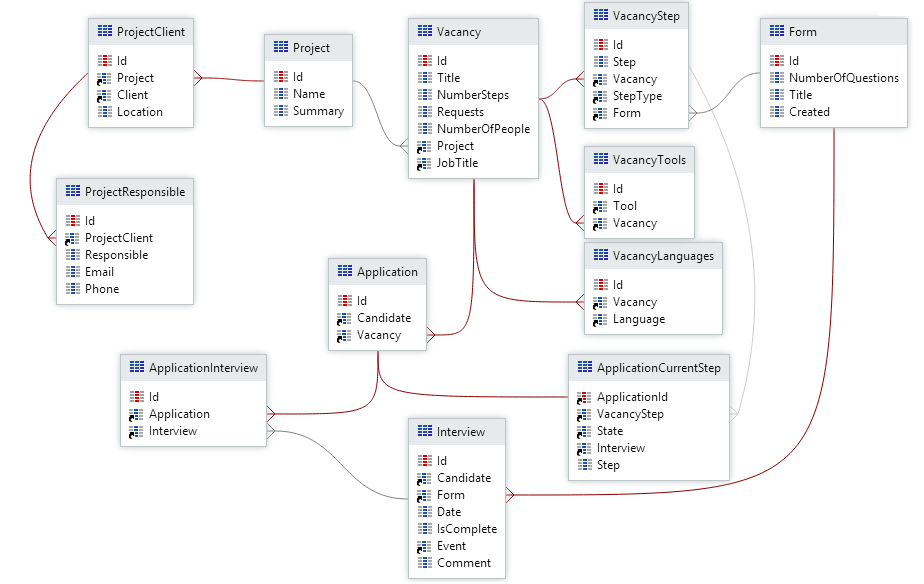 ProjectClient
Id
Project
Client
Location
Project
Id
Name
Summary
Vacancy
Id
Title
NumberSteps
Requests
NumberOfPeople
Project
JobTitle
VacancyStep
Id
Step
Vacancy
StepType
Form
Form
Id
NumberOfQuestions
Title
Created
ProjectResponsible
Id
ProjectClient
Responsible
Email
Phone
VacancyTools
Id
Tool
Vacancy
VacancyLanguages
Id
Vacancy
Language
Application
Id
Candidate
Vacancy
ApplicationInterview
Id
Application
Interview
Interview
Id
Candidate
Form
Date
IsComplete
Event
Comment
ApplicationCurrentStep
ApplicationId
VacancyStep
State
Interview
Step